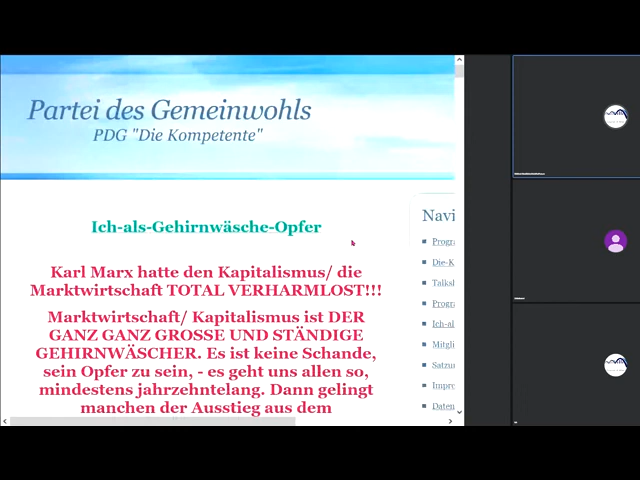 Partei des Gemeinwohls
PDG "Die Kompetente"
Ich-als-Gehirnwäsche-Opfer
Karl Marx hatte den Kapitalismus/ die
Marktwirtschaft TOTAL VERHARMLOST!!!
Marktwirtschaft/ Kapitalismus ist DER
GANZ GANZ GROSSE UND STÄNDIGE
GEHIRNWÄSCHER. Es ist keine Schande,
sein Opfer zu sein, - es geht uns allen so,
mindestens jahrzehntelang. Dann gelingt
manchen der Ausstieg aus dem
Navi
Progra
Die-K
Talksh
Progra
Ich-al
Mitgli
Satzu
Impre
Daten